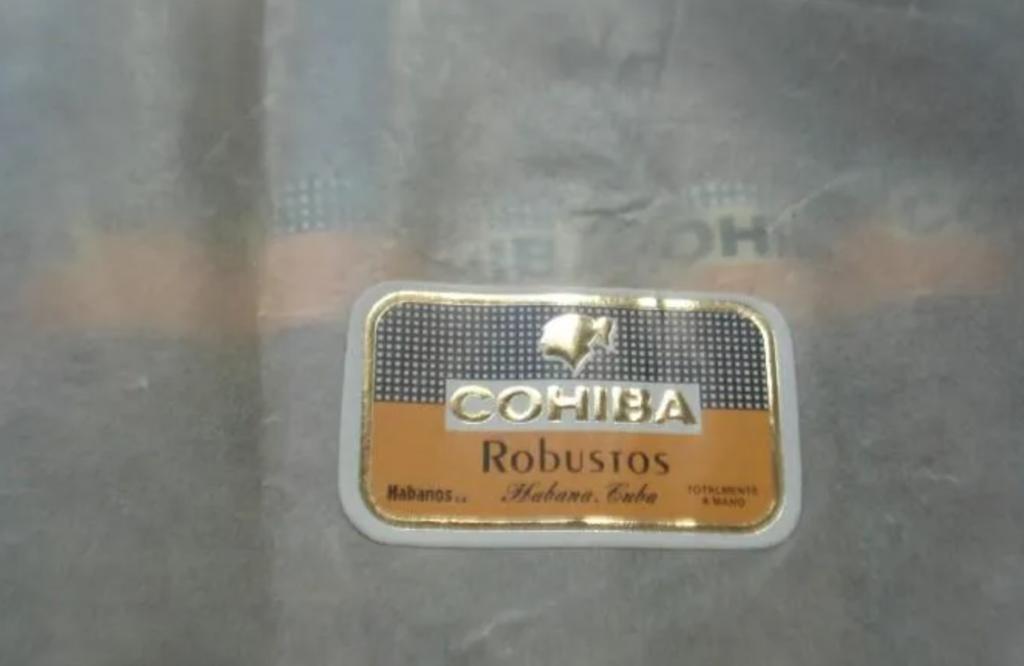 COHIBA
Robustos
Habanos s.a.
Habana, Cuba
TOTALMENTE
A MANO